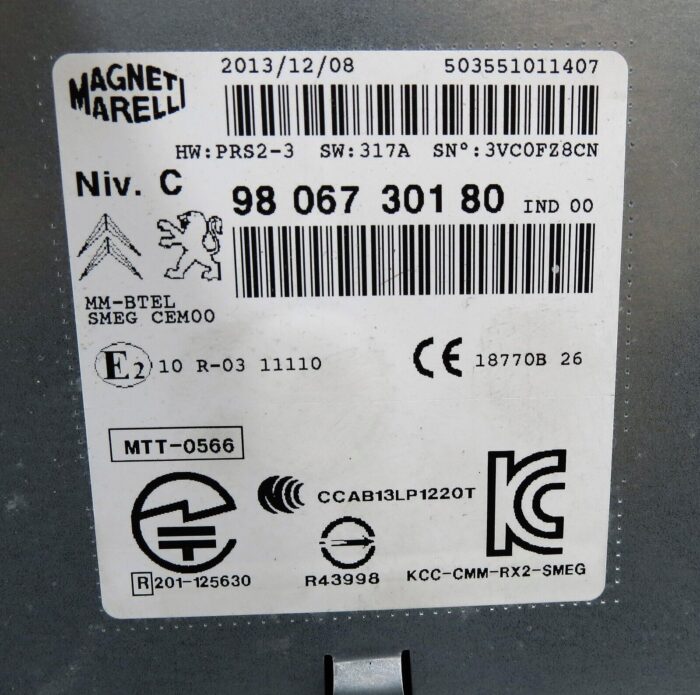 MAGNETI
MARELLI
2013/12/08 503551011407
HW:PRS2-3 SW:317A SN°:3VC0FZ8CN
Niv. C
98 067 301 80 IND 00
MM-BTEL
SMEG CEM00
E2 10 R-03 11110
CE 18770B 26
MTT-0566
CCAB13LP1220T
R 201-125630
R43998
KCC-CMM-RX2-SMEG